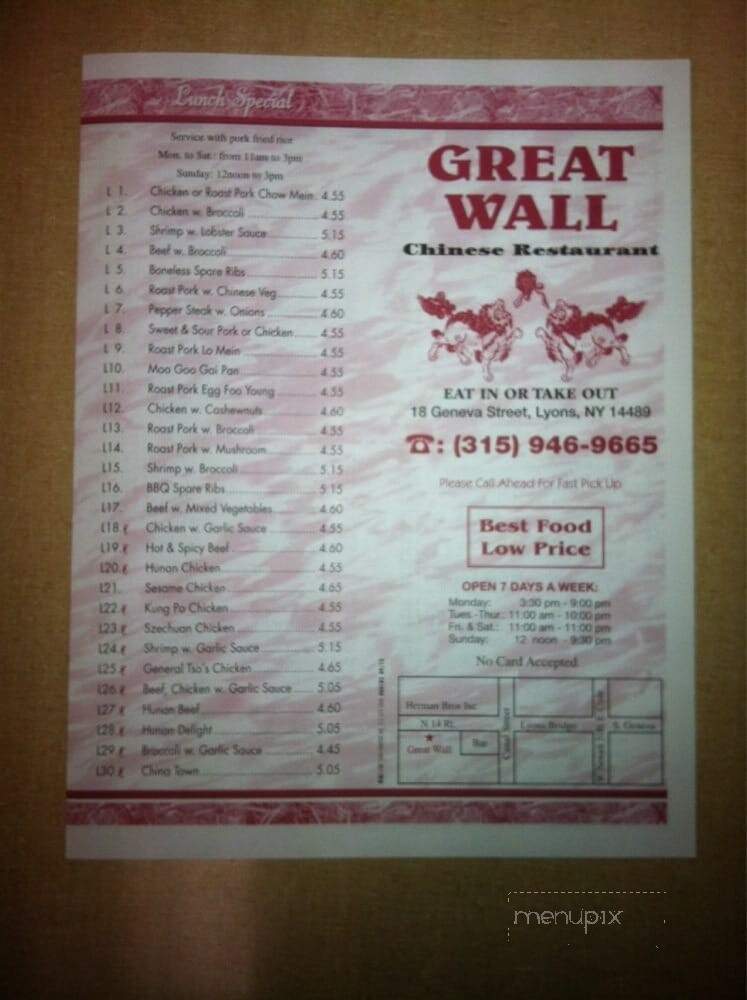 Lunch Special
Service with pork fried rice
Mon. to Sat.: from 11am to 3pm
Sunday: 12noon to 3pm
L 1. Chicken or Roast Pork Chow Mein. 4.55
L 2. Chicken w. Broccoli 4.55
L 3. Shrimp w. Lobster Sauce 5.15
L 4. Beef w. Broccoli 4.60
L 5. Boneless Spare Ribs 5.15
L 6. Roast Pork w. Chinese Veg. 4.55
L 7. Pepper Steak w. Onions 4.60
L 8. Sweet & Sour Pork or Chicken 4.55
L 9. Roast Pork Lo Mein 4.55
L10. Moo Goo Gai Pan 4.55
L11. Roast Pork Egg Foo Young 4.55
L12. Chicken w. Cashewnuts 4.60
L13. Roast Pork w. Broccoli 4.55
L14. Roast Pork w. Mushroom 4.55
L15. Shrimp w. Broccoli 5.15
L16. BBQ Spare Ribs 5.15
L17. Beef w. Mixed Vegetables 4.60
L18. Chicken w. Garlic Sauce 4.55
L19. Hot & Spicy Beef 4.60
L20. Hunan Chicken 4.55
L21. Sesame Chicken 4.65
L22. Kung Po Chicken 4.55
L23. Szechuan Chicken 4.55
L24. Shrimp w. Garlic Sauce 5.15
L25. General Tso's Chicken 4.65
L26. Beef, Chicken w. Garlic Sauce 5.05
L27. Hunan Beef 4.60
L28. Hunan Delight 5.05
L29. Broccoli w. Garlic Sauce 4.45
L30. China Town 5.05
GREAT
WALL
Chinese Restaurant
EAT IN OR TAKE OUT
18 Geneva Street, Lyons, NY 14489
☎: (315) 946-9665
Please Call Ahead For Fast Pick Up
Best Food
Low Price
OPEN 7 DAYS A WEEK:
Monday: 3:30 pm - 9:00 pm
Tues.-Thur.: 11:00 am - 10:00 pm
Fri. & Sat.: 11:00 am - 11:00 pm
Sunday: 12 noon - 9:30 pm
No Card Accepted
Herman Bros Inc
N 14 Rt.
Canal Street
Lyons Bridge
S. Geneva
Great Wall
Bar
menupix